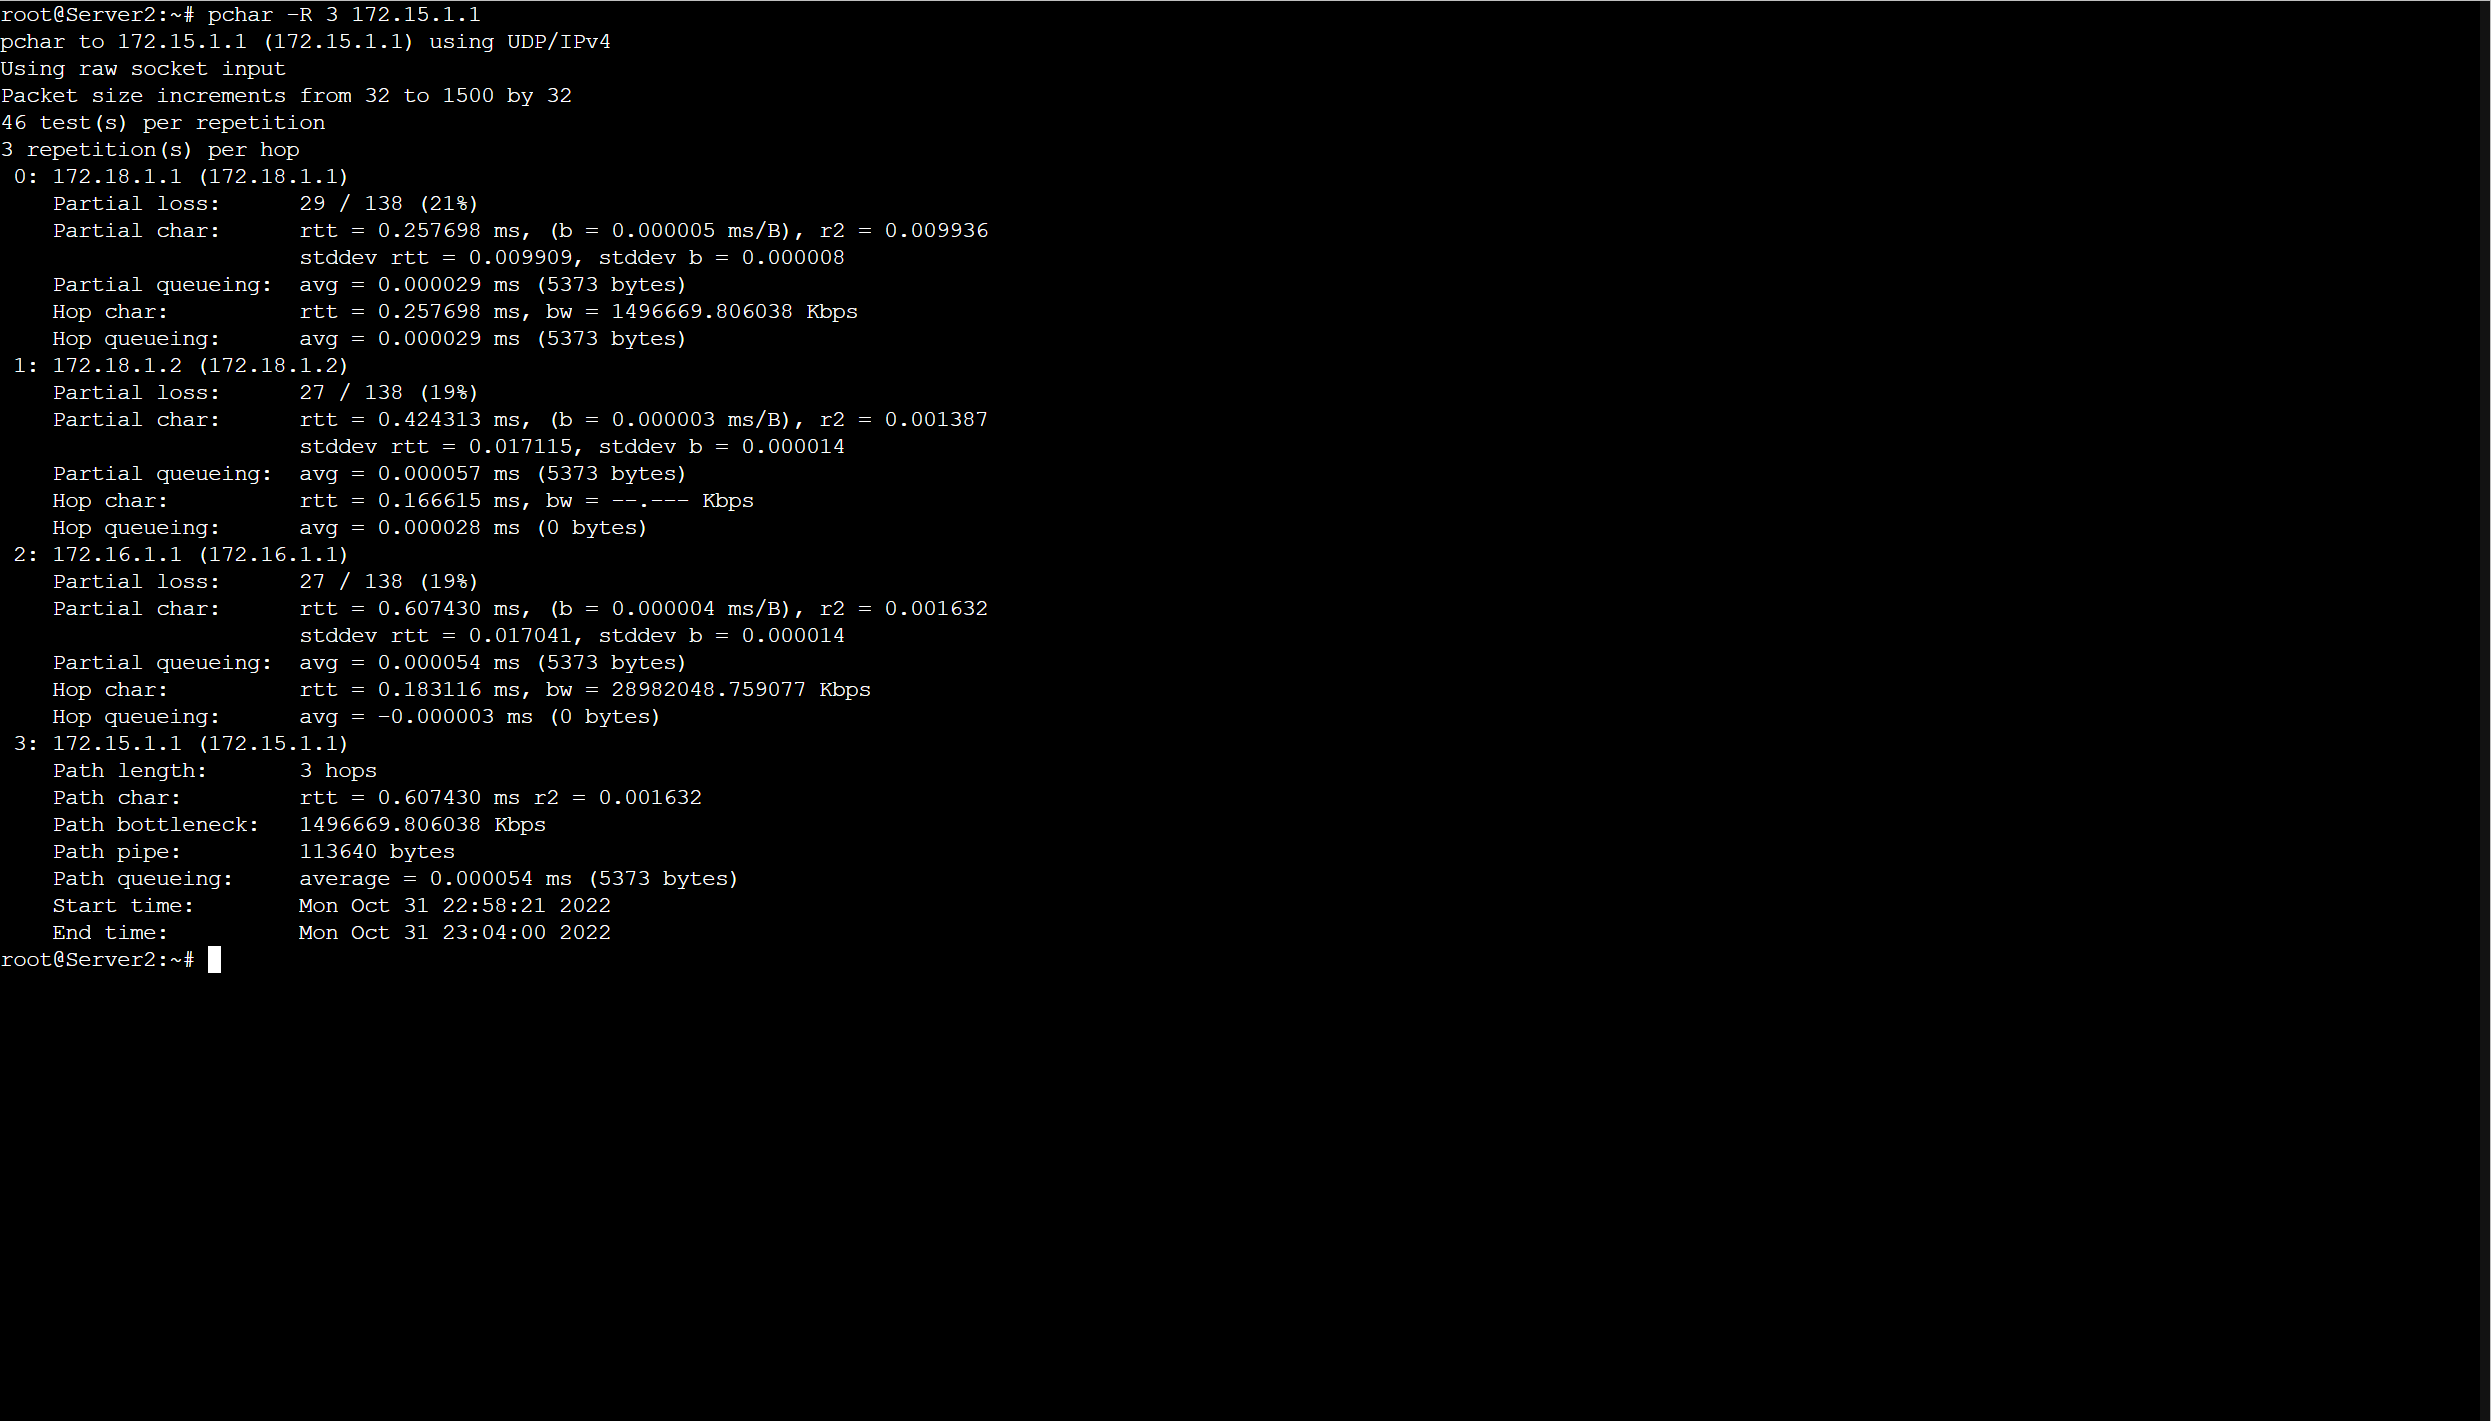 root@Server2:~# pchar -R 3 172.15.1.1
pchar to 172.15.1.1 (172.15.1.1) using UDP/IPv4
Using raw socket input
Packet size increments from 32 to 1500 by 32
46 test(s) per repetition
3 repetition(s) per hop
 0: 172.18.1.1 (172.18.1.1)
    Partial loss:      29 / 138 (21%)
    Partial char:      rtt = 0.257698 ms, (b = 0.000005 ms/B), r2 = 0.009936
                       stddev rtt = 0.009909, stddev b = 0.000008
    Partial queueing:  avg = 0.000029 ms (5373 bytes)
    Hop char:          rtt = 0.257698 ms, bw = 1496669.806038 Kbps
    Hop queueing:      avg = 0.000029 ms (5373 bytes)
 1: 172.18.1.2 (172.18.1.2)
    Partial loss:      27 / 138 (19%)
    Partial char:      rtt = 0.424313 ms, (b = 0.000003 ms/B), r2 = 0.001387
                       stddev rtt = 0.017115, stddev b = 0.000014
    Partial queueing:  avg = 0.000057 ms (5373 bytes)
    Hop char:          rtt = 0.166615 ms, bw = --.--- Kbps
    Hop queueing:      avg = 0.000028 ms (0 bytes)
 2: 172.16.1.1 (172.16.1.1)
    Partial loss:      27 / 138 (19%)
    Partial char:      rtt = 0.607430 ms, (b = 0.000004 ms/B), r2 = 0.001632
                       stddev rtt = 0.017041, stddev b = 0.000014
    Partial queueing:  avg = 0.000054 ms (5373 bytes)
    Hop char:          rtt = 0.183116 ms, bw = 28982048.759077 Kbps
    Hop queueing:      avg = -0.000003 ms (0 bytes)
 3: 172.15.1.1 (172.15.1.1)
    Path length:       3 hops
    Path char:         rtt = 0.607430 ms r2 = 0.001632
    Path bottleneck:   1496669.806038 Kbps
    Path pipe:         113640 bytes
    Path queueing:     average = 0.000054 ms (5373 bytes)
    Start time:        Mon Oct 31 22:58:21 2022
    End time:          Mon Oct 31 23:04:00 2022
root@Server2:~#